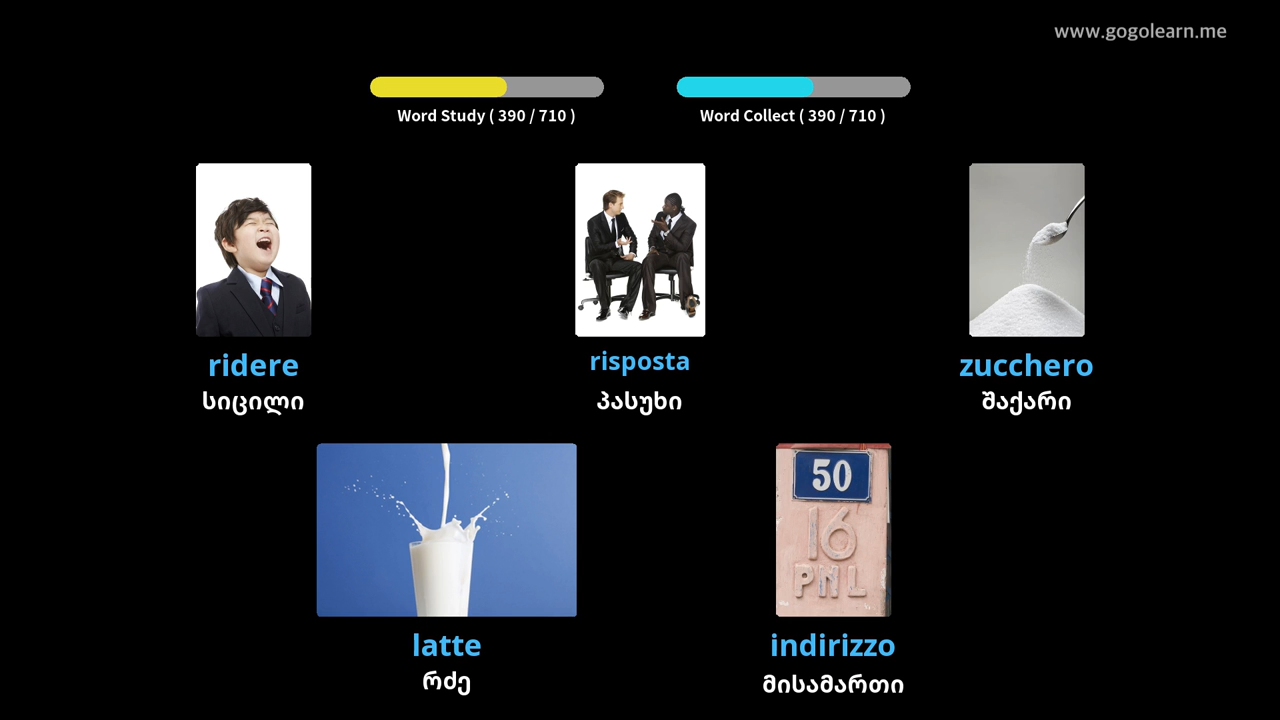 www.gogolearn.me
Word Study ( 390 / 710 )
Word Collect ( 390 / 710 )
ridere
სიცილი
risposta
პასუხი
zucchero
შაქარი
50
16
PNL
latte
რძე
indirizzo
მისამართი